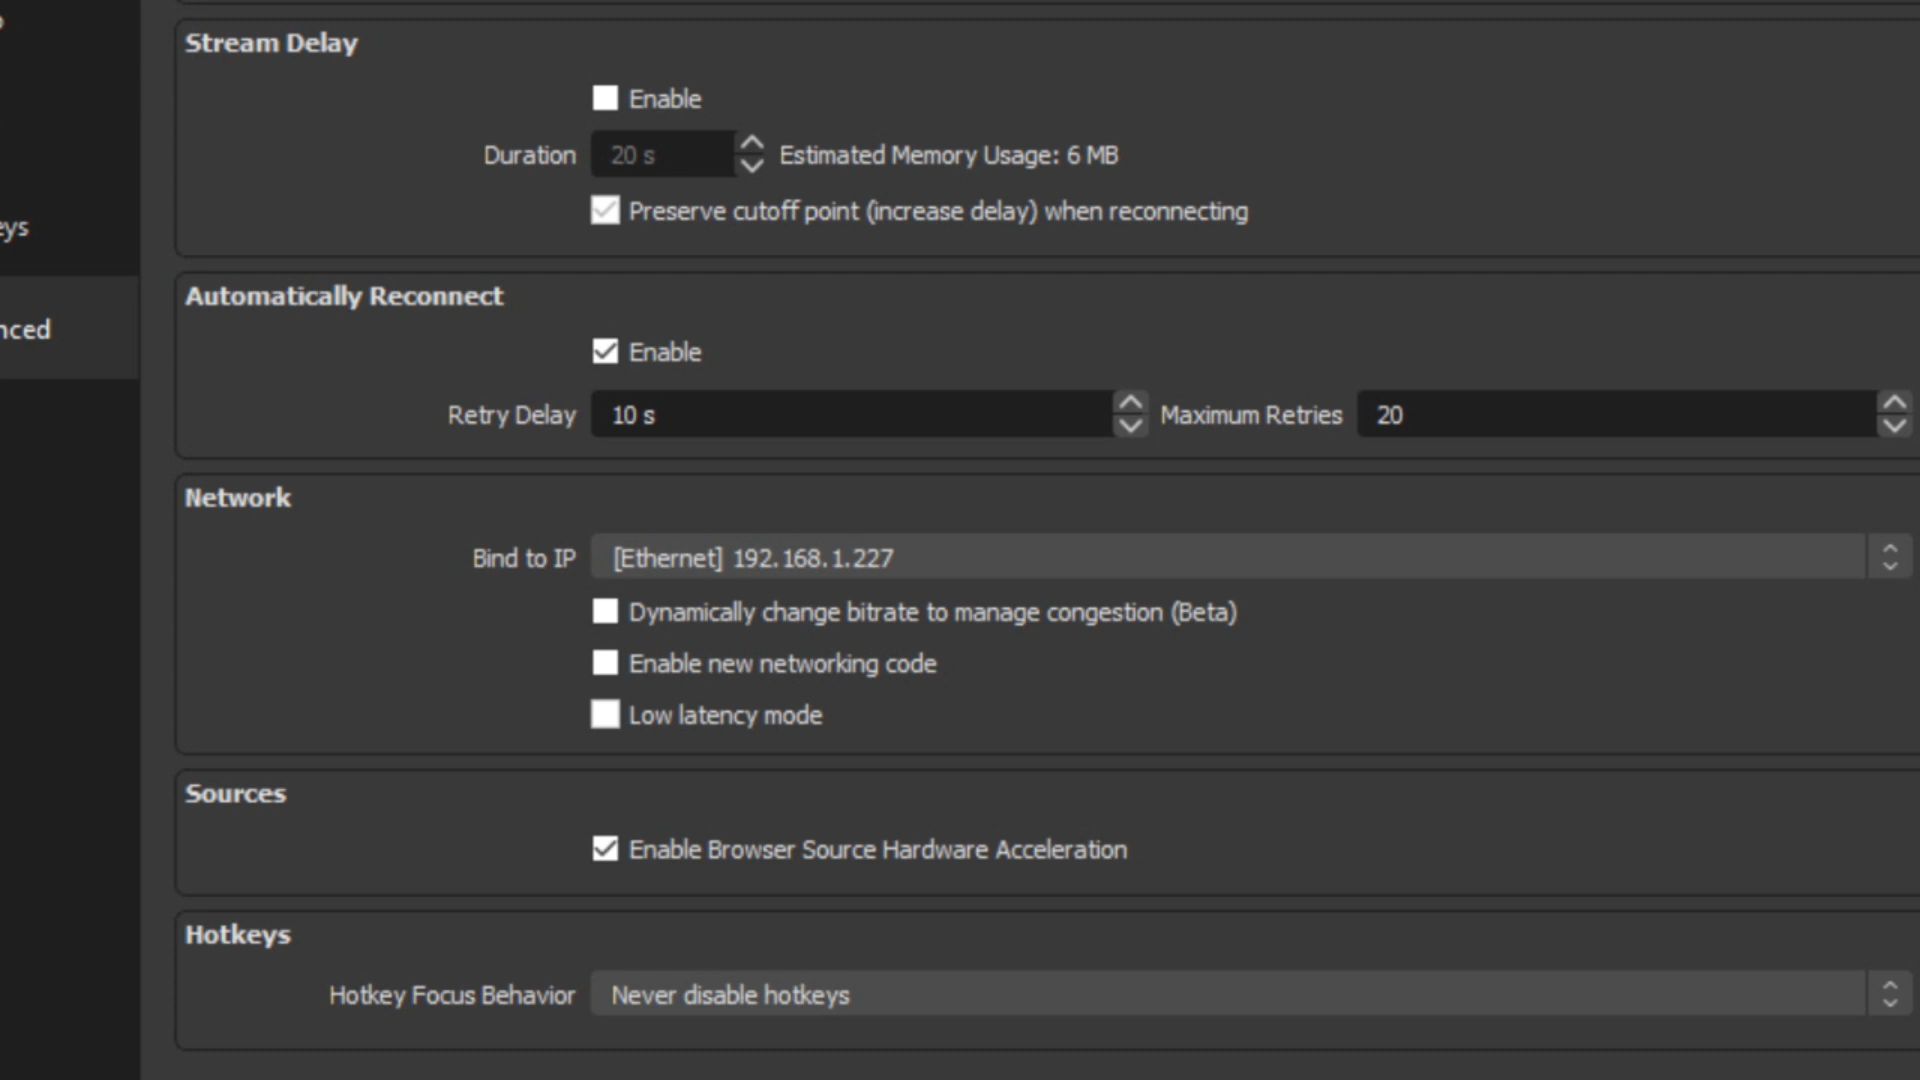 Stream Delay
Enable
Duration 20 s Estimated Memory Usage: 6 MB
Preserve cutoff point (increase delay) when reconnecting
eys
Automatically Reconnect
nced
Enable
Retry Delay 10 s Maximum Retries 20
Network
Bind to IP [Ethernet] 192.168.1.227
Dynamically change bitrate to manage congestion (Beta)
Enable new networking code
Low latency mode
Sources
Enable Browser Source Hardware Acceleration
Hotkeys
Hotkey Focus Behavior Never disable hotkeys